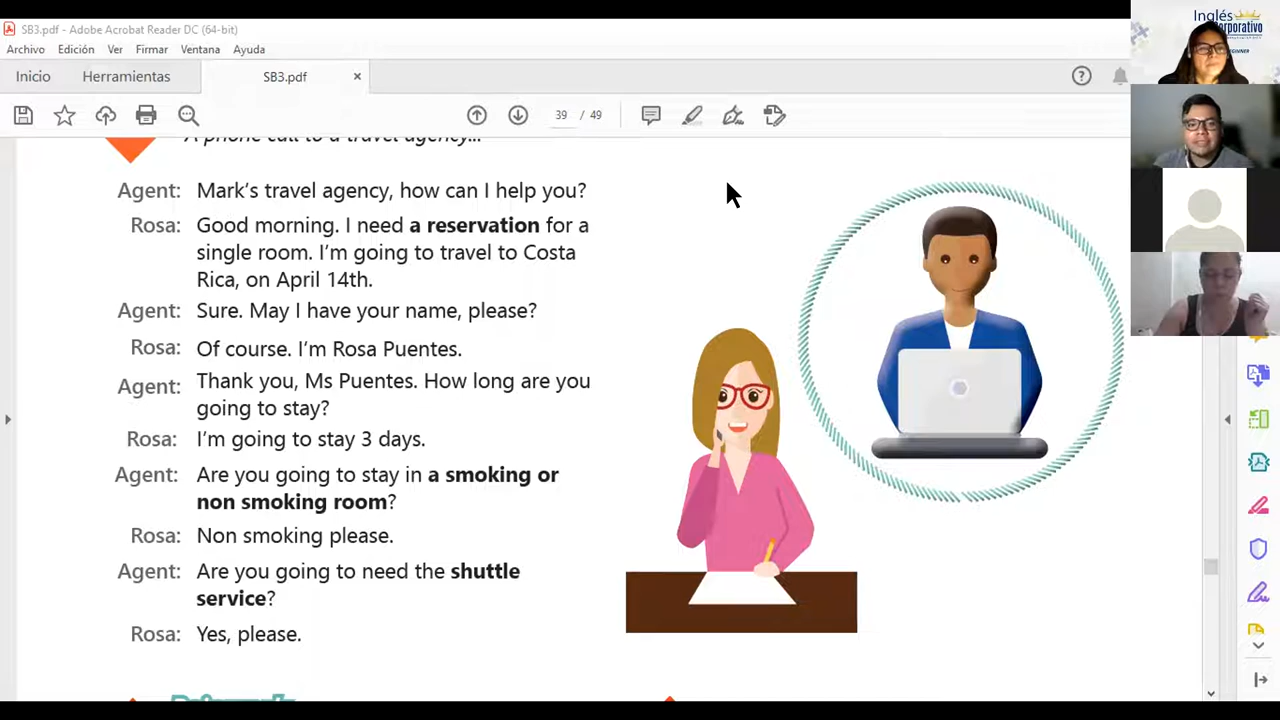 SB3.pdf - Adobe Acrobat Reader DC (64-bit)
Archivo Edición Ver Firmar Ventana Ayuda
Inicio Herramientas SB3.pdf ×
39 / 49
A phone call to a travel agency...
Agent: Mark's travel agency, how can I help you?
Rosa: Good morning. I need a reservation for a
single room. I'm going to travel to Costa
Rica, on April 14th.
Agent: Sure. May I have your name, please?
Rosa: Of course. I'm Rosa Puentes.
Agent: Thank you, Ms Puentes. How long are you
going to stay?
Rosa: I'm going to stay 3 days.
Agent: Are you going to stay in a smoking or
non smoking room?
Rosa: Non smoking please.
Agent: Are you going to need the shuttle
service?
Rosa: Yes, please.
Inglés